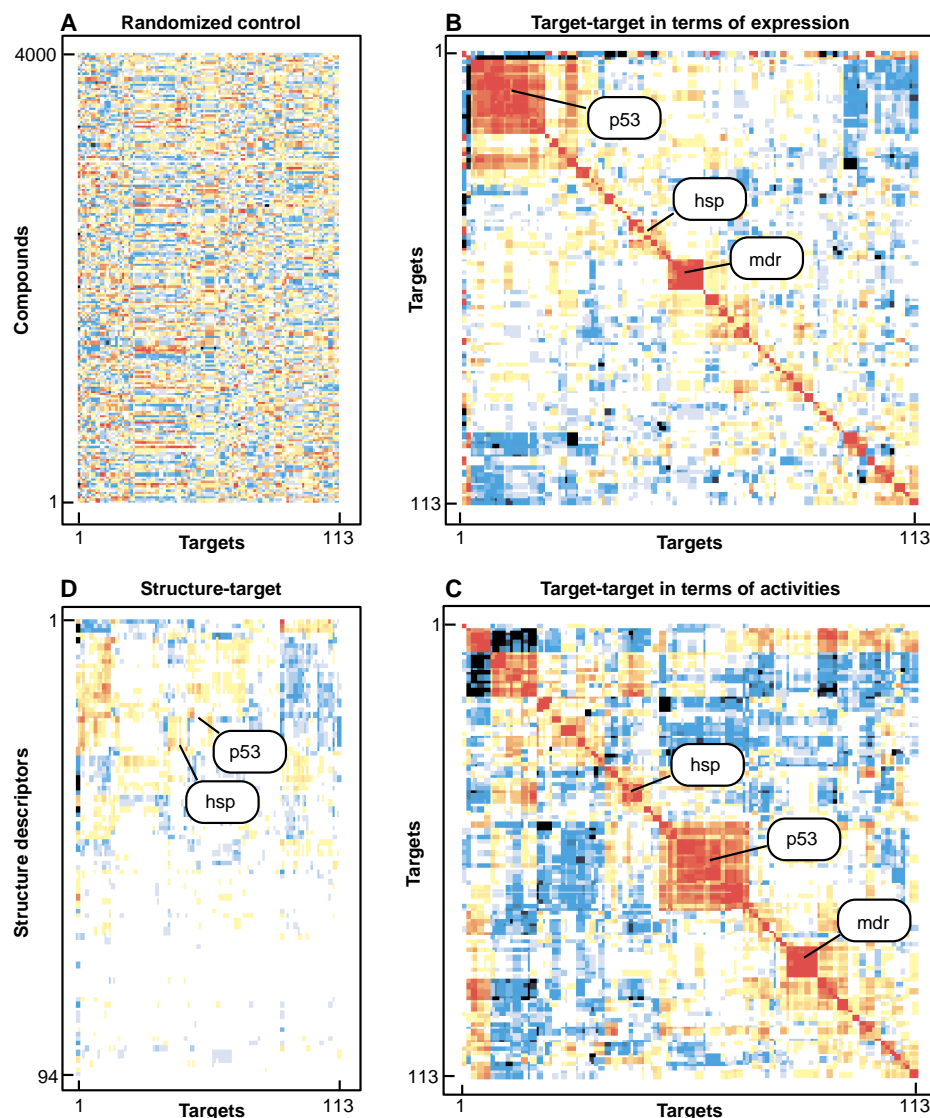 A Randomized control
4000
Compounds
1
1
Targets
113
B Target-target in terms of expression
1
p53
hsp
mdr
Targets
113
1
113
D Structure-target
1
p53
hsp
Structure descriptors
94
1
Targets
113
C Target-target in terms of activities
1
hsp
p53
mdr
Targets
113
1
Targets
113